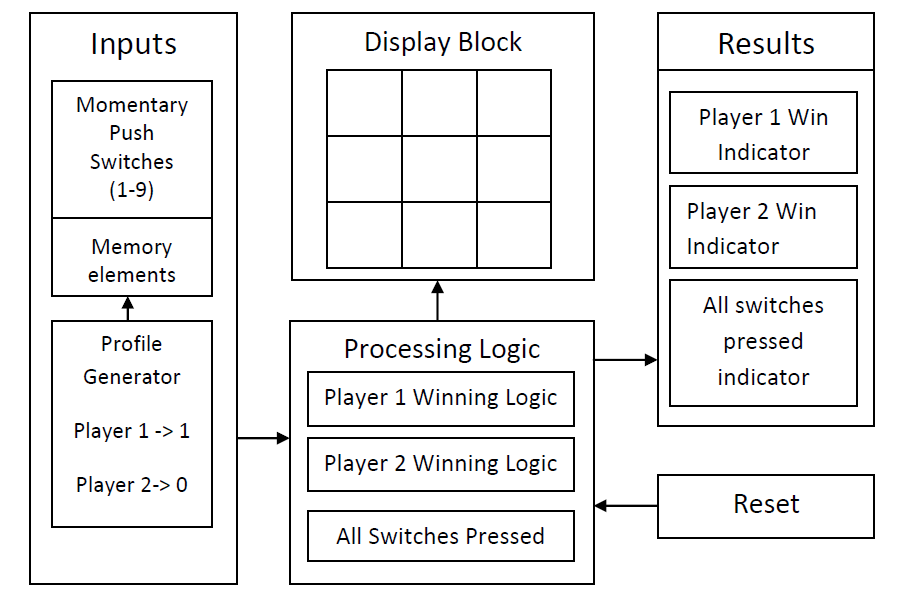 Inputs
Momentary
Push
Switches
(1-9)
Memory
elements
Profile
Generator
Player 1 -> 1
Player 2-> 0
Display Block
Processing Logic
Player 1 Winning Logic
Player 2 Winning Logic
All Switches Pressed
Results
Player 1 Win
Indicator
Player 2 Win
Indicator
All switches
pressed
indicator
Reset